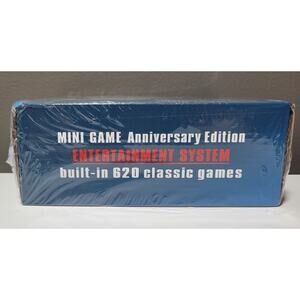 MINI GAME Anniversary Edition
ENTERTAINMENT SYSTEM
built-in 620 classic games